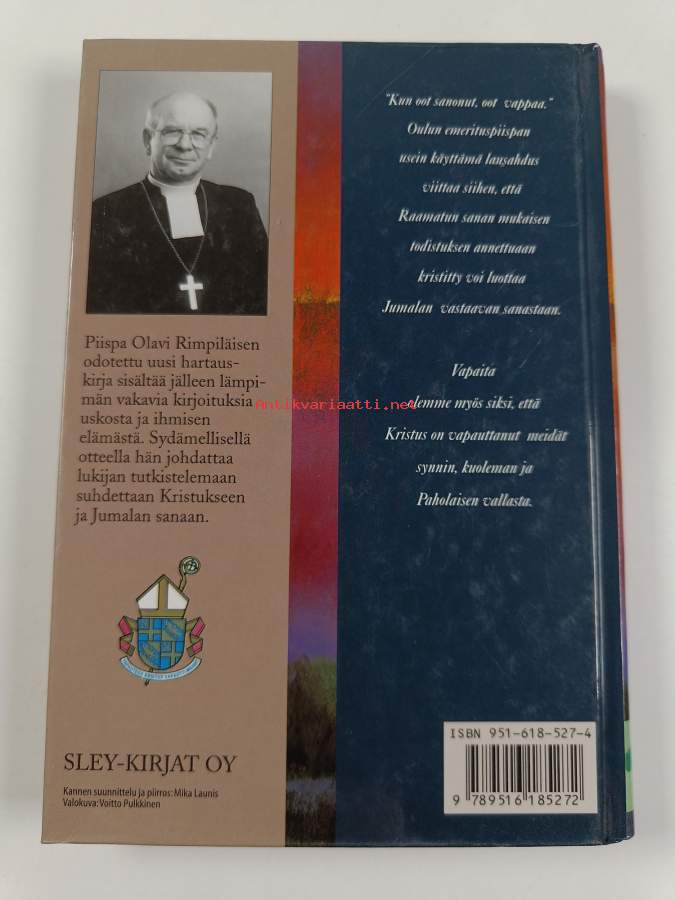 Piispa Olavi Rimpiläisen
odotettu uusi hartaus-
kirja sisältää jälleen lämpi-
män vakavia kirjoituksia
uskosta ja ihmisen
elämästä. Sydämellisellä
otteella hän johdattaa
lukijan tutkistelemaan
suhdettaan Kristukseen
ja Jumalan sanaan.
SLEY-KIRJAT OY
Kannen suunnittelu ja piirros: Mika Launis
Valokuva: Voitto Pulkkinen
"Kun oot sanonut, oot vappaa."
Oulun emerituspiispan
usein käyttämä lausahdus
viittaa siihen, että
Raamatun sanan mukaisen
todistuksen annettuaan
kristitty voi luottaa
Jumalan vastaavan sanastaan.
Vapaita
olemme myös siksi, että
Kristus on vapauttanut meidät
synnin, kuoleman ja
Paholaisen vallasta.
ISBN 951-618-527-4
9 789516 185272
Antikvariaatti.net